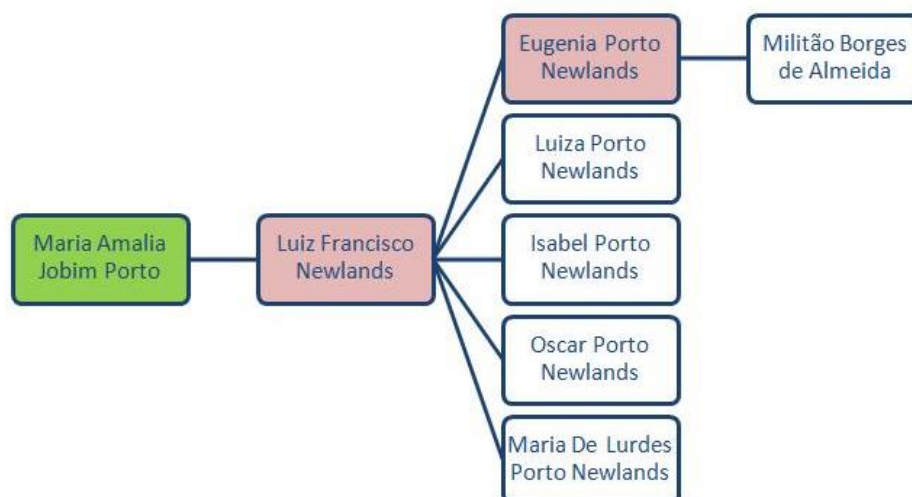 Maria Amalia
Jobim Porto
Luiz Francisco
Newlands
Eugenia Porto
Newlands
Militão Borges
de Almeida
Luiza Porto
Newlands
Isabel Porto
Newlands
Oscar Porto
Newlands
Maria De Lurdes
Porto Newlands